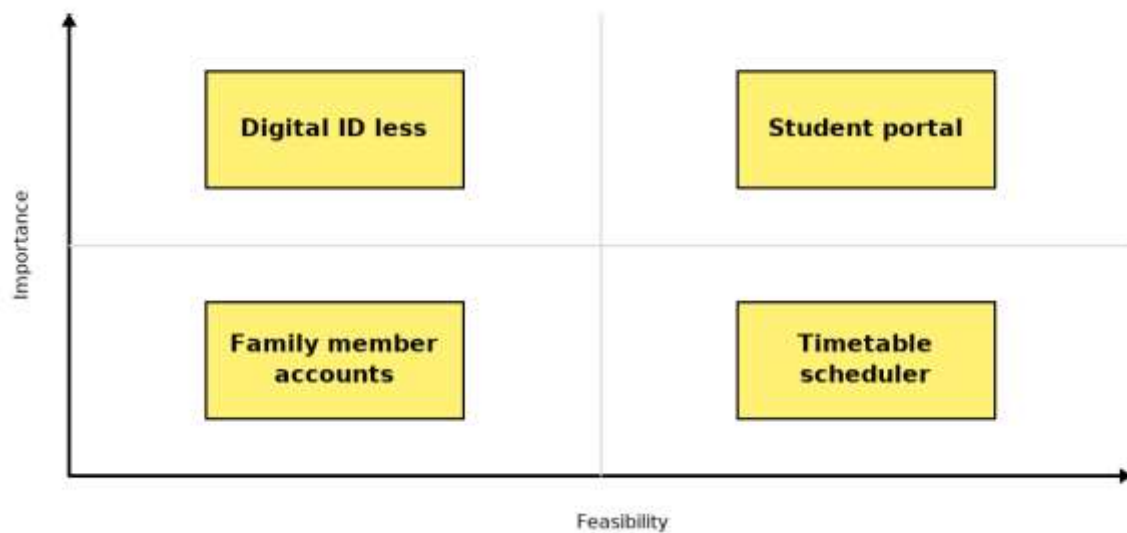 Digital ID less
Student portal
Importance
Family member
accounts
Timetable
scheduler
Feasibility